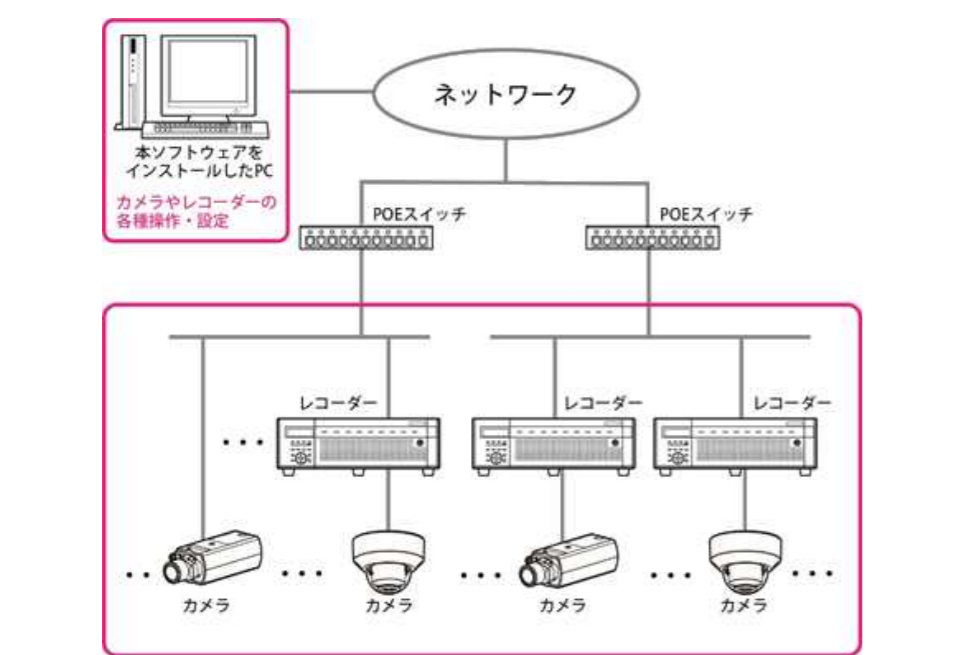 ネットワーク
本ソフトウェアを
インストールしたPC
カメラやレコーダーの
各種操作・設定
POEスイッチ
POEスイッチ
レコーダー
レコーダー
レコーダー
カメラ
カメラ
カメラ
カメラ